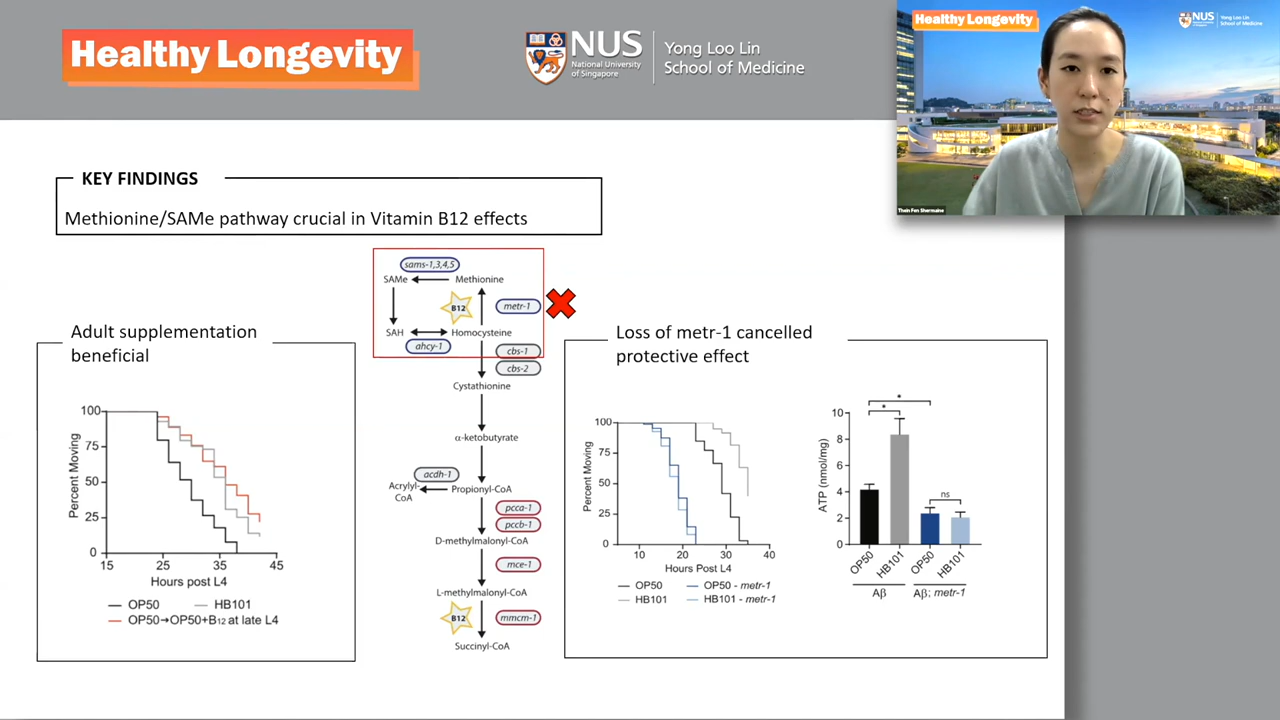 Healthy Longevity
NUS
National University
of Singapore
Yong Loo Lin
School of Medicine
Healthy Longevity
NUS
Yong Loo Lin
School of Medicine
Thein Fen Shermaine
KEY FINDINGS
Methionine/SAMe pathway crucial in Vitamin B12 effects
Adult supplementation
beneficial
100
75
50
25
0
Percent Moving
15 25 35 45
Hours post L4
OP50 HB101
OP50→OP50+B12 at late L4
sams-1,3,4,5
SAMe Methionine
B12 metr-1
SAH Homocysteine
ahcy-1
cbs-1
cbs-2
Cystathionine
α-ketobutyrate
acdh-1
Acrylyl-
CoA
Propionyl-CoA
pcca-1
pccb-1
D-methylmalonyl-CoA
mce-1
L-methylmalonyl-CoA
B12 mmcm-1
Succinyl-CoA
Loss of metr-1 cancelled
protective effect
100
75
50
25
0
Percent Moving
10 20 30 40
Hours Post L4
OP50 OP50 - metr-1
HB101 HB101 - metr-1
10
8
6
4
2
0
ATP (nmol/mg)
*
*
ns
OP50 HB101 OP50 HB101
Aβ Aβ; metr-1